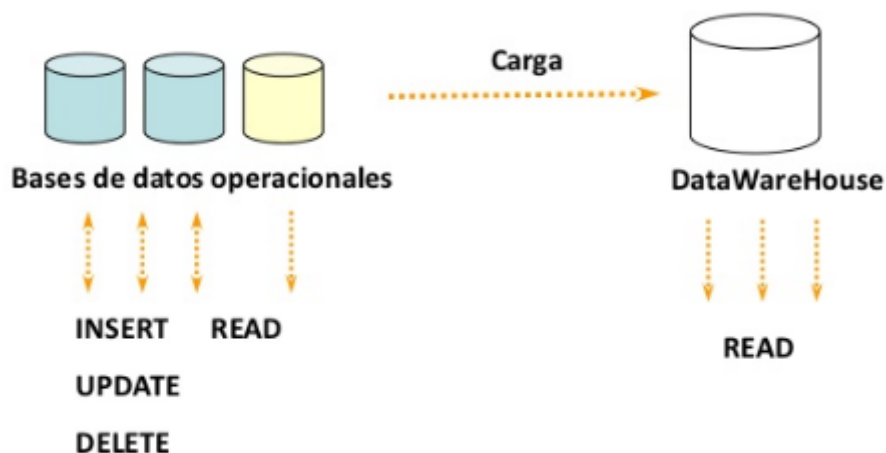 Carga
Bases de datos operacionales
DataWareHouse
INSERT READ
UPDATE
DELETE
READ